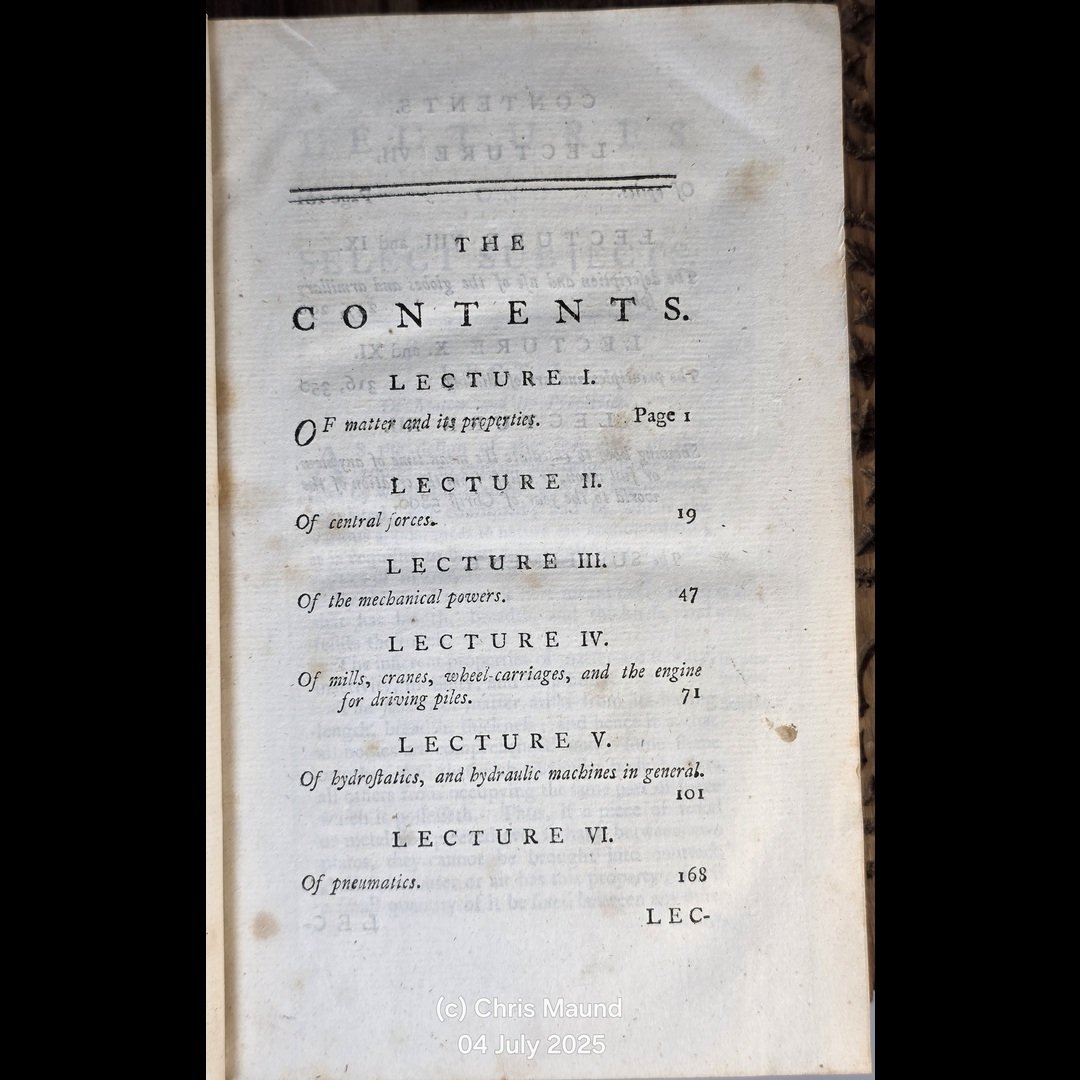 THE
CONTENTS.
LECTURE I.
OF matter and its properties. Page 1
LECTURE II.
Of central forces. 19
LECTURE III.
Of the mechanical powers. 47
LECTURE IV.
Of mills, cranes, wheel-carriages, and the engine
for driving piles. 71
LECTURE V.
Of hydroſtatics, and hydraulic machines in general.
101
LECTURE VI.
Of pneumatics. 168
LEC-
(c) Chris Maund
04 July 2025